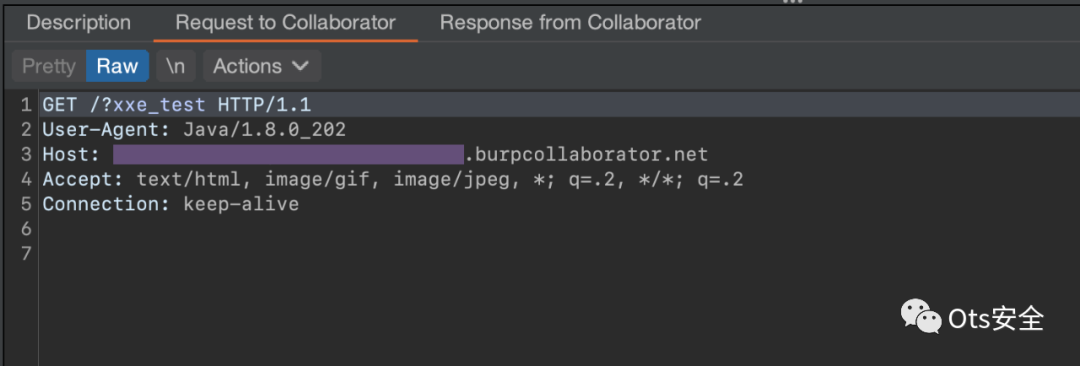 Description Request to Collaborator Response from Collaborator
Pretty Raw \n Actions
1 GET /?xxe_test HTTP/1.1
2 User-Agent: Java/1.8.0_202
3 Host: .burpcollaborator.net
4 Accept: text/html, image/gif, image/jpeg, *; q=.2, */*; q=.2
5 Connection: keep-alive
6
7
Ots安全